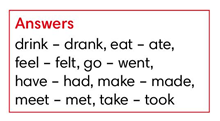 Answers
drink – drank, eat – ate,
feel – felt, go – went,
have – had, make – made,
meet – met, take – took